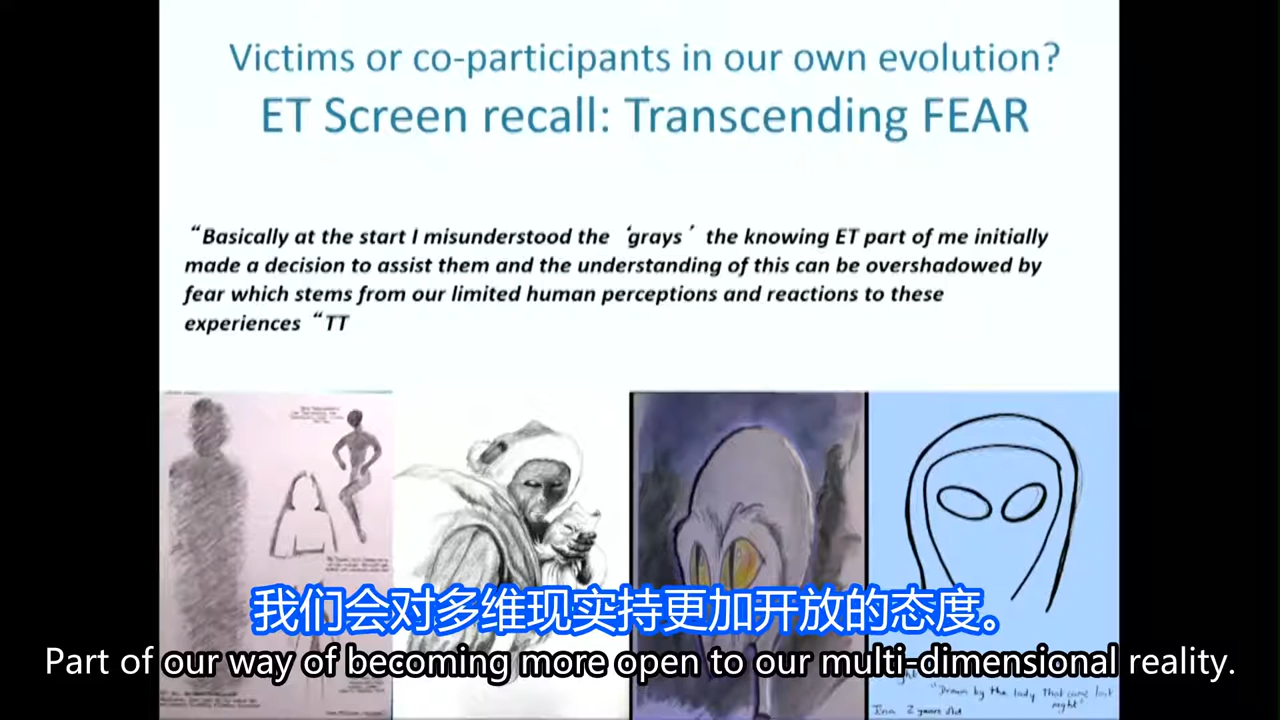 Victims or co-participants in our own evolution?
ET Screen recall: Transcending FEAR
“Basically at the start I misunderstood the ‘grays’ the knowing ET part of me initially
made a decision to assist them and the understanding of this can be overshadowed by
fear which stems from our limited human perceptions and reactions to these
experiences “TT
我们会对多维现实持更加开放的态度。
Part of our way of becoming more open to our multi-dimensional reality.
"Drawn by the lady that came last
night"
2 years old